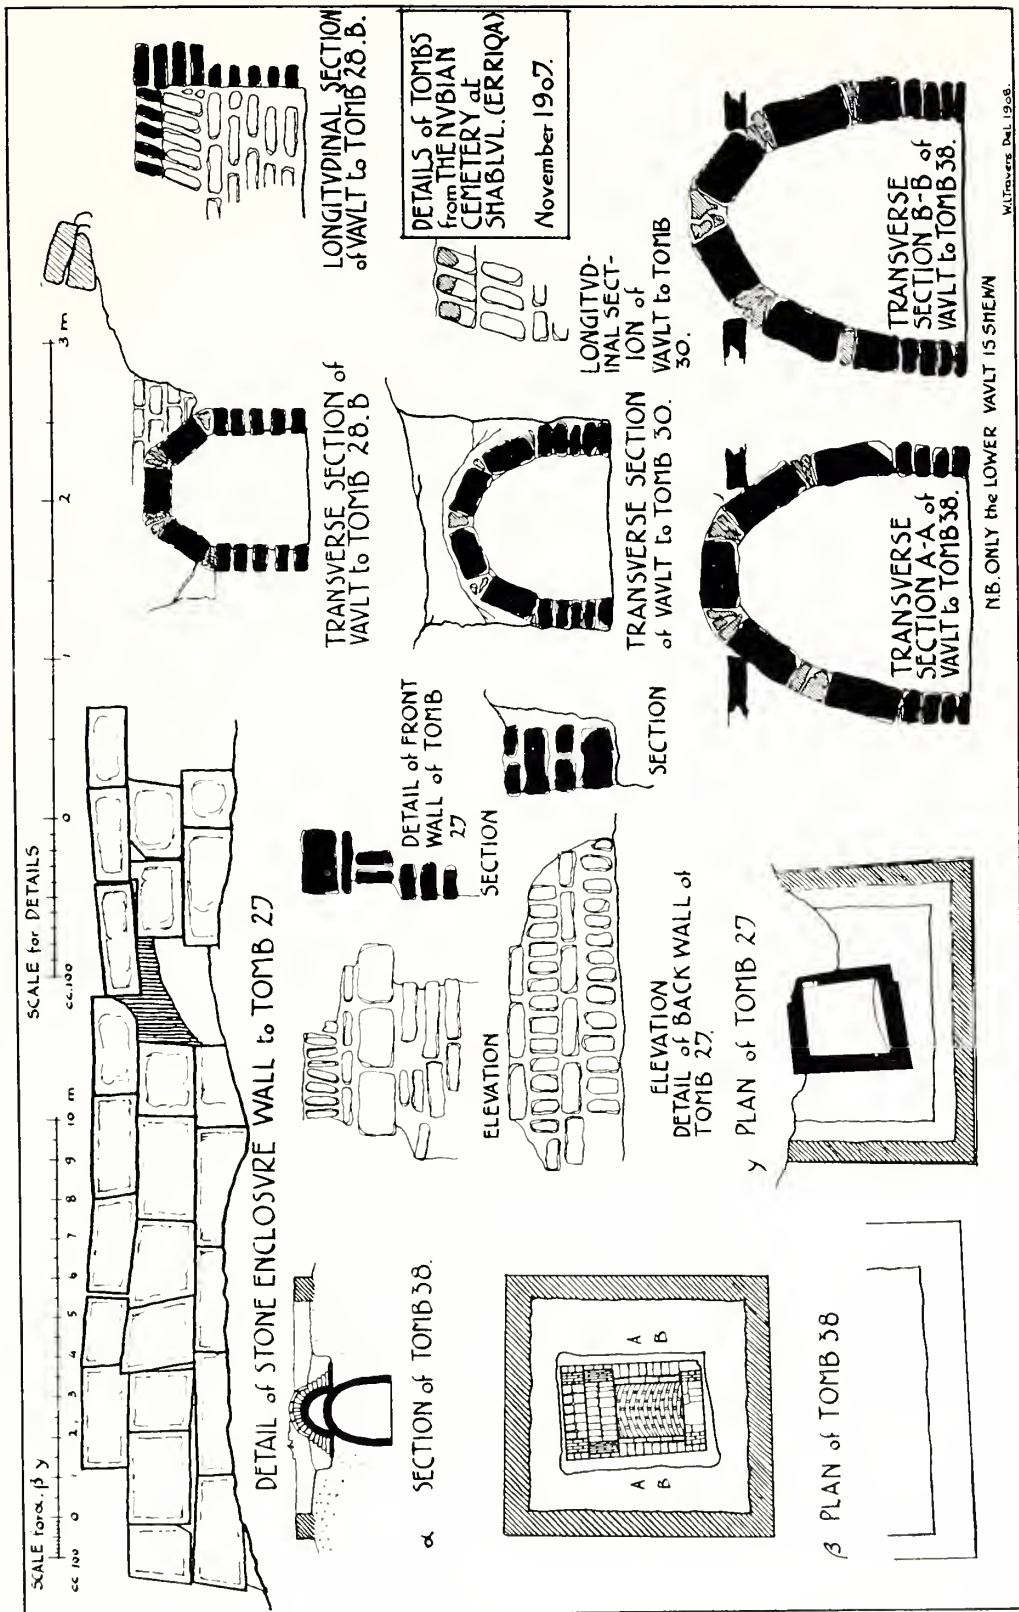 SCALE for α, β γ
cc 100 0 1 2 3 4 5 6 7 8 9 10 m
SCALE for DETAILS
cc. 100 0 1 2 3 m
DETAIL of STONE ENCLOSVRE WALL to TOMB 27
TRANSVERSE SECTION of
VAVLT to TOMB 28.B
LONGITVDINAL SECTION
of VAVLT to TOMB 28.B.
DETAILS of TOMBS
from THE NVBIAN
CEMETERY at
SHABLVL. (ERRIQA)
November 1907.
α SECTION of TOMB 38.
ELEVATION
SECTION
DETAIL of FRONT
WALL of TOMB
27
TRANSVERSE SECTION
of VAVLT to TOMB 30.
LONGITVD-
INAL SECT-
ION of
VAVLT to TOMB
30.
A A
B B
ELEVATION
DETAIL of BACK WALL of
TOMB 27.
SECTION
β PLAN of TOMB 38
γ PLAN of TOMB 27
TRANSVERSE
SECTION A-A of
VAVLT to TOMB 38.
TRANSVERSE
SECTION B-B of
VAVLT to TOMB 38.
N.B. ONLY the LOWER VAVLT IS SHEWN
W.I.Travers Del. 1908.